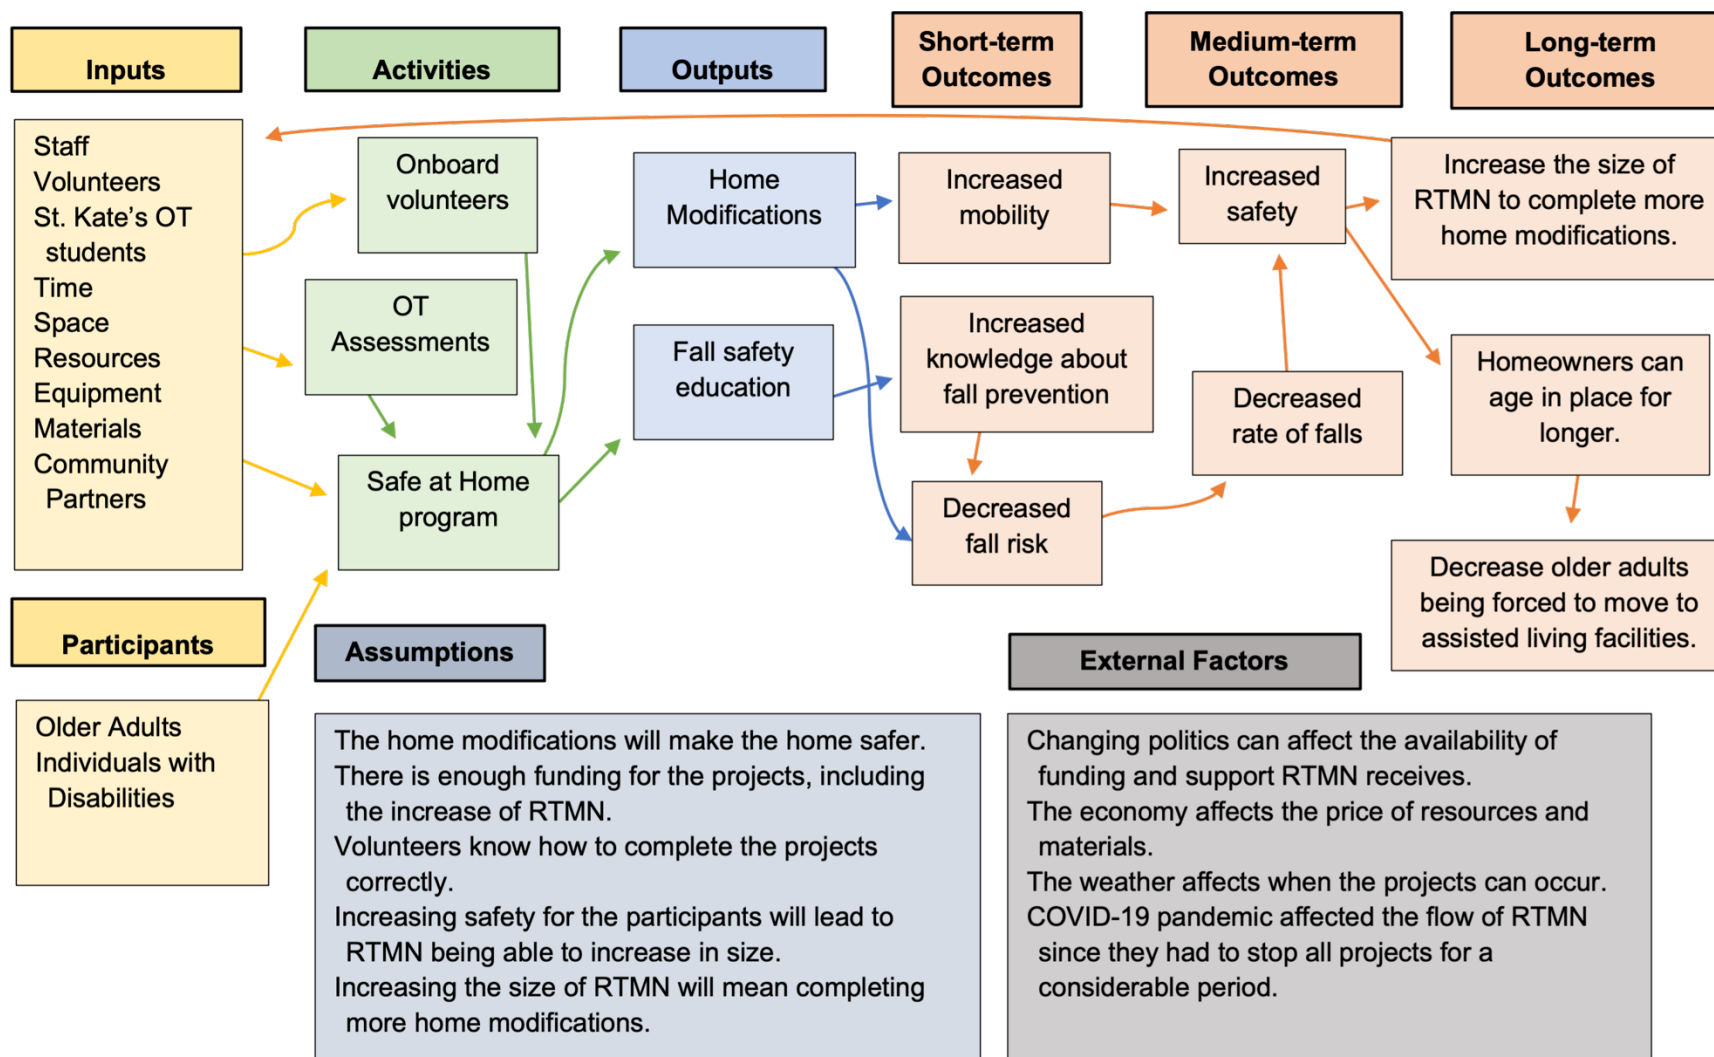 Inputs
Activities
Outputs
Short-term
Outcomes
Medium-term
Outcomes
Long-term
Outcomes
Staff
Volunteers
St. Kate’s OT
students
Time
Space
Resources
Equipment
Materials
Community
Partners
Onboard
volunteers
OT
Assessments
Safe at Home
program
Home
Modifications
Fall safety
education
Increased
mobility
Increased
knowledge about
fall prevention
Decreased
fall risk
Increased
safety
Decreased
rate of falls
Increase the size of
RTMN to complete more
home modifications.
Homeowners can
age in place for
longer.
Decrease older adults
being forced to move to
assisted living facilities.
Participants
Older Adults
Individuals with
Disabilities
Assumptions
The home modifications will make the home safer.
There is enough funding for the projects, including
the increase of RTMN.
Volunteers know how to complete the projects
correctly.
Increasing safety for the participants will lead to
RTMN being able to increase in size.
Increasing the size of RTMN will mean completing
more home modifications.
External Factors
Changing politics can affect the availability of
funding and support RTMN receives.
The economy affects the price of resources and
materials.
The weather affects when the projects can occur.
COVID-19 pandemic affected the flow of RTMN
since they had to stop all projects for a
considerable period.